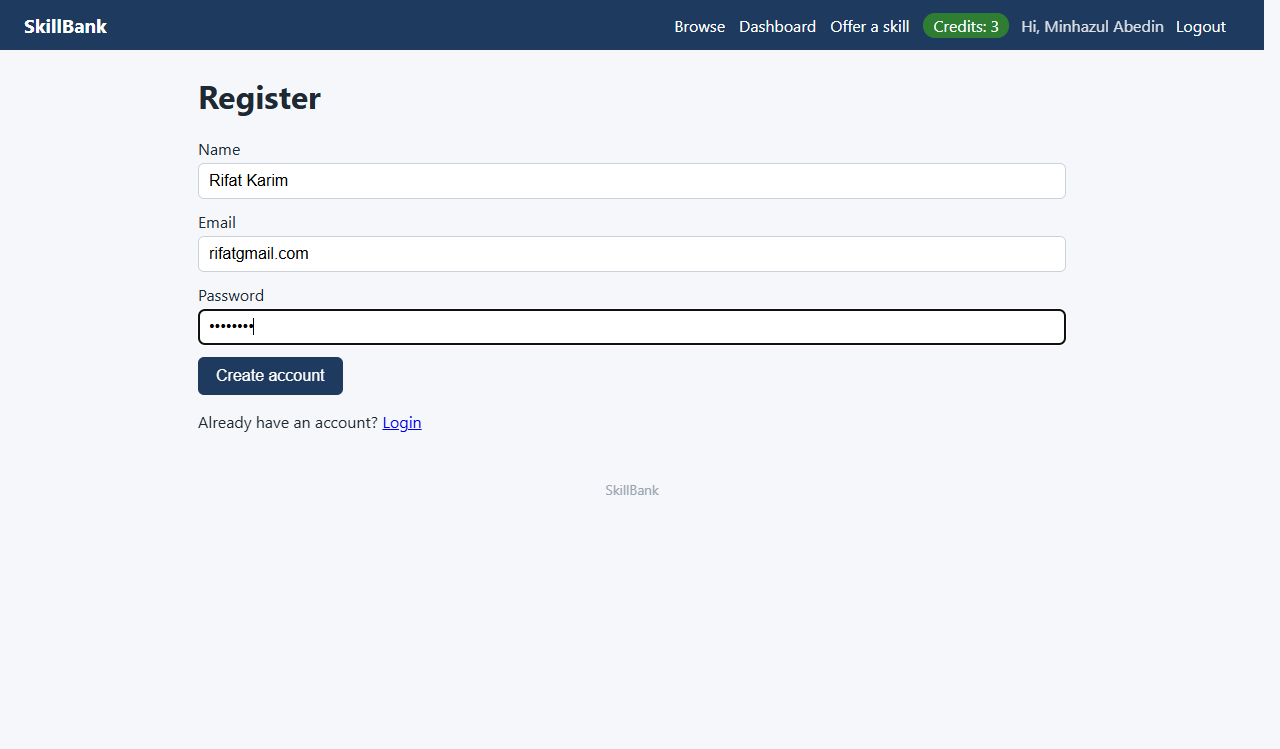 SkillBank Browse Dashboard Offer a skill Credits: 3 Hi, Minhazul Abedin Logout
Register
Name
Rifat Karim
Email
rifatgmail.com
Password
••••••••
Create account
Already have an account? Login
SkillBank